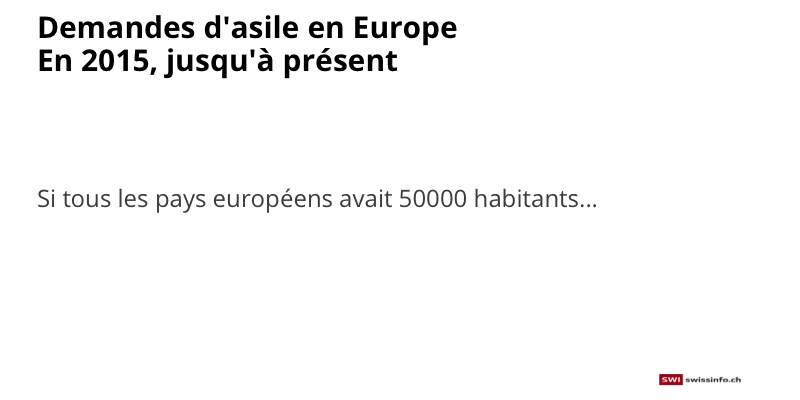 Demandes d'asile en Europe
En 2015, jusqu'à présent
Si tous les pays européens avait 50000 habitants...
SWI swissinfo.ch